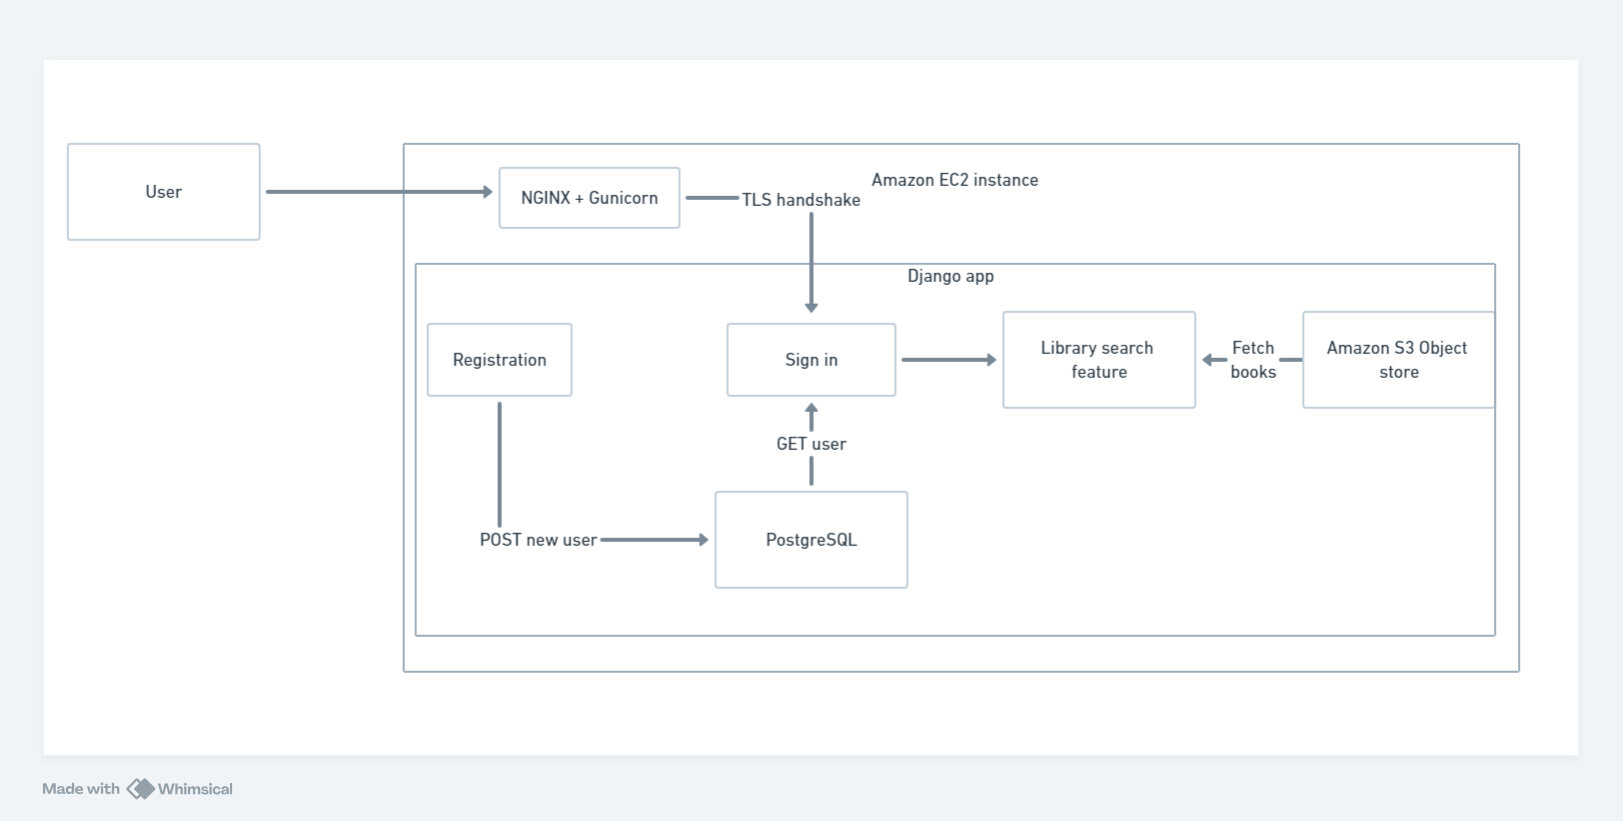 User
NGINX + Gunicorn
TLS handshake
Amazon EC2 instance
Django app
Registration
Sign in
Library search
feature
Fetch
books
Amazon S3 Object
store
GET user
POST new user
PostgreSQL
Made with Whimsical